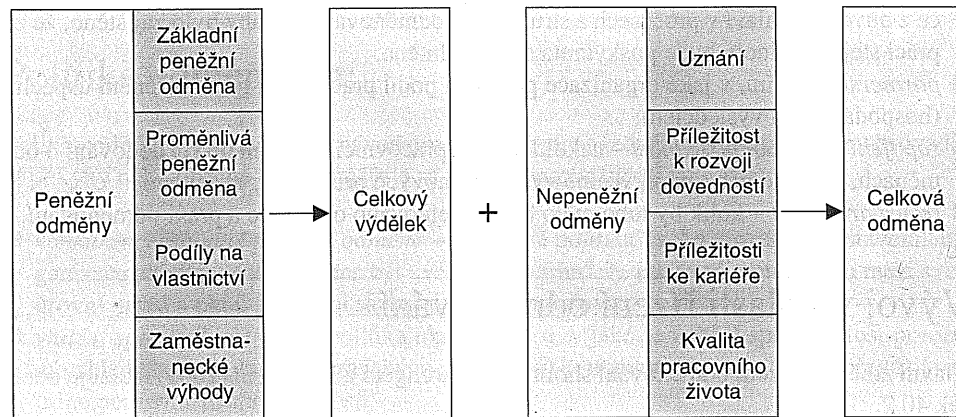 Peněžní
odměny
Základní
peněžní
odměna
Proměnlivá
peněžní
odměna
Podíly na
vlastnictví
Zaměstna-
necké
výhody
Celkový
výdělek
+
Nepeněžní
odměny
Uznání
Příležitost
k rozvoji
dovedností
Příležitosti
ke kariéře
Kvalita
pracovního
života
Celková
odměna